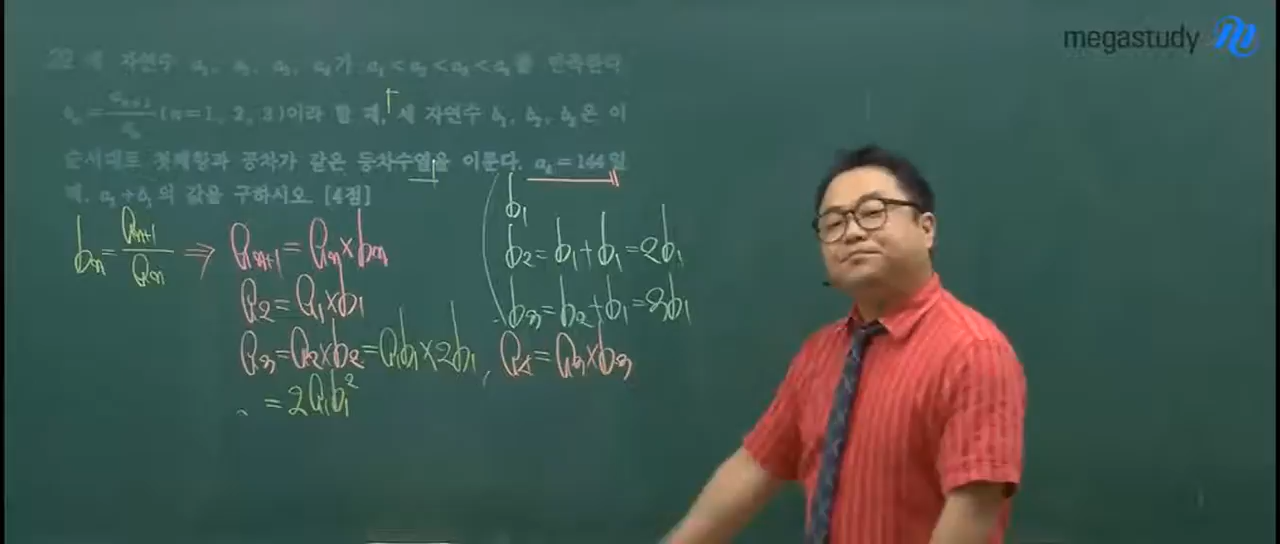 megastudy
22 네 자연수 a₁, a₂, a₃, a₄가 a₁<a₂<a₃<a₄를 만족한다.
bₙ=aₙ₊₁/aₙ (n=1, 2, 3)이라 할 때, 세 자연수 b₁, b₂, b₃은 이
순서대로 첫째항과 공차가 같은 등차수열을 이룬다. a₄=144일
때, a₁+b₁의 값을 구하시오. [4점]
bₙ=aₙ₊₁/aₙ ⇒ aₙ₊₁=aₙ×bₙ
a₂=a₁×b₁
a₃=a₂×b₂=a₁b₁×2b₁, a₄=a₃×b₃
=2a₁b₁²
b₁
b₂=b₁+b₁=2b₁
b₃=b₂+b₁=3b₁